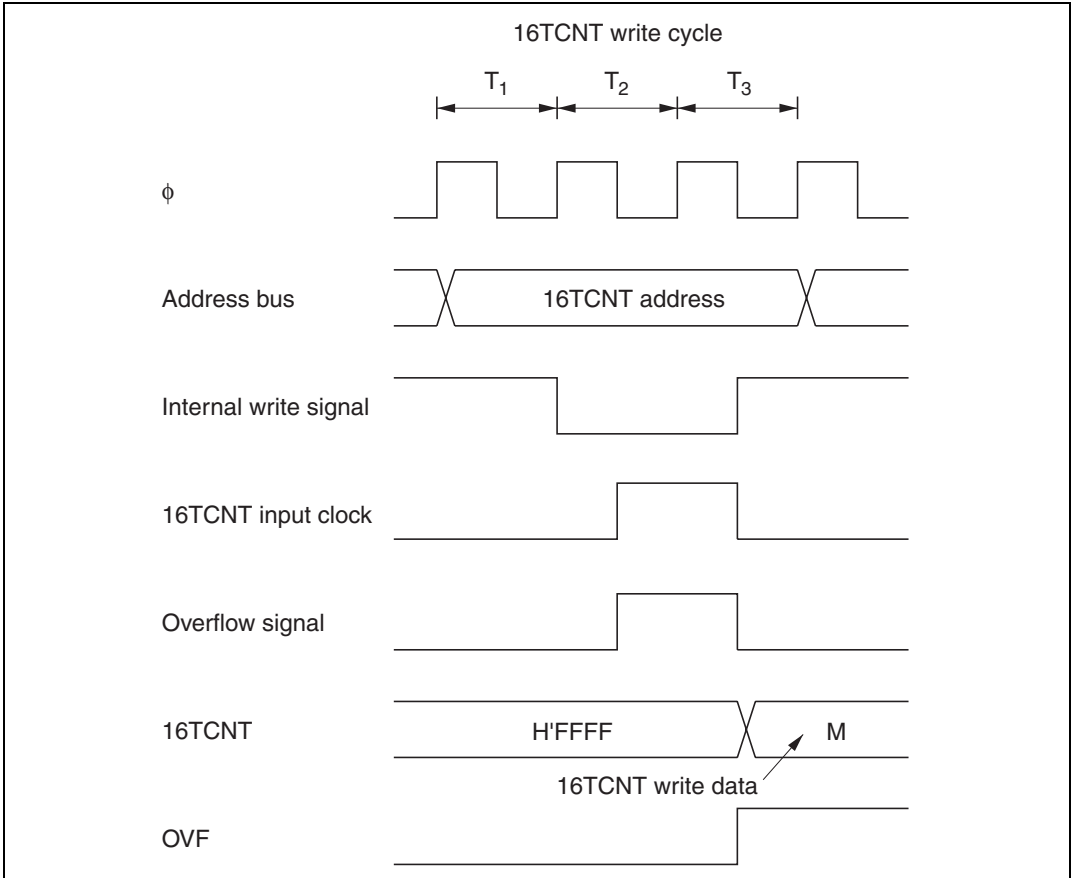 16TCNT write cycle
T₁ T₂ T₃
φ
Address bus 16TCNT address
Internal write signal
16TCNT input clock
Overflow signal
16TCNT H'FFFF M
16TCNT write data
OVF